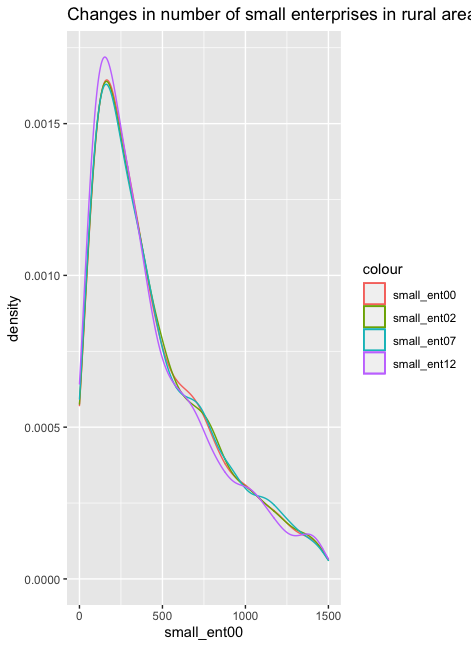 Changes in number of small enterprises in rural area
0.0015
0.0010
0.0005
0.0000
density
0
500
1000
1500
small_ent00
colour
small_ent00
small_ent02
small_ent07
small_ent12